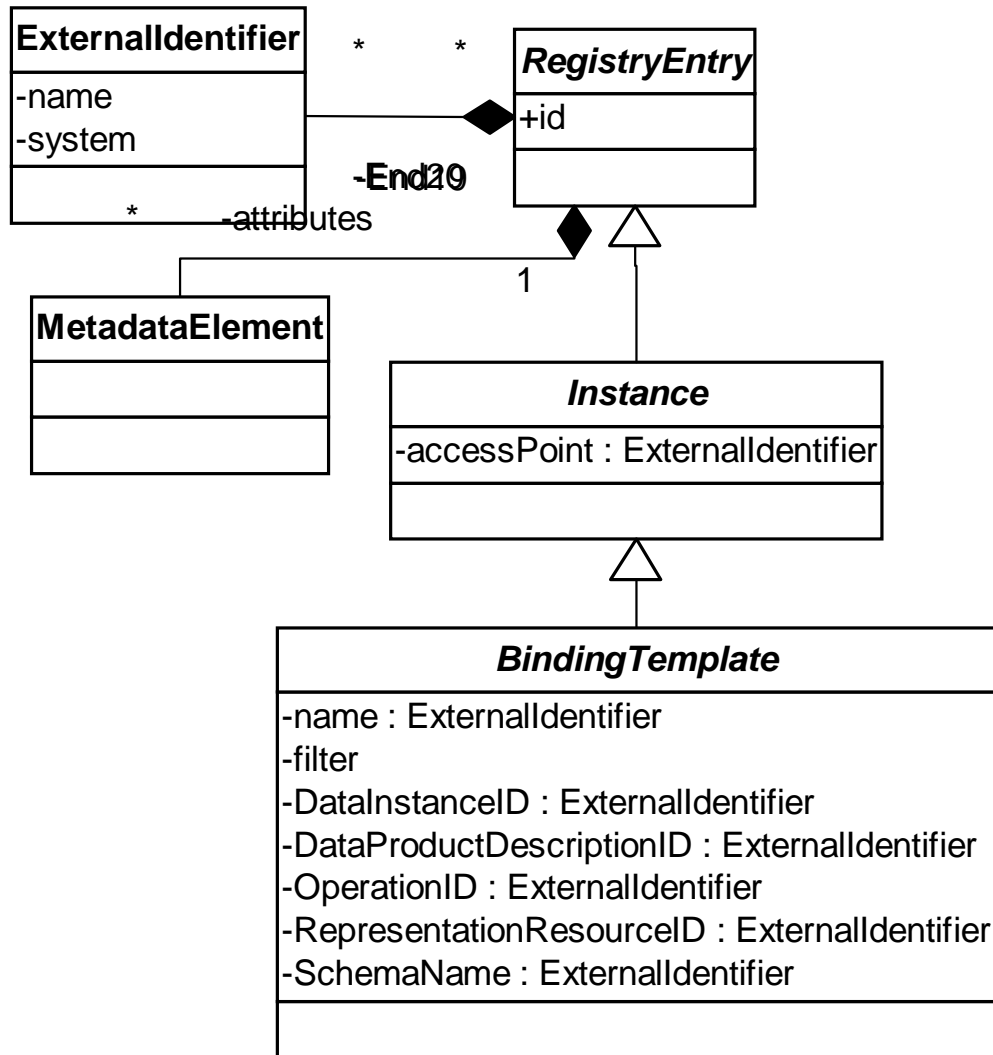 ExternalIdentifier
-name
-system
* *
RegistryEntry
+id
* -attributes
1
MetadataElement
Instance
-accessPoint : ExternalIdentifier
BindingTemplate
-name : ExternalIdentifier
-filter
-DataInstanceID : ExternalIdentifier
-DataProductDescriptionID : ExternalIdentifier
-OperationID : ExternalIdentifier
-RepresentationResourceID : ExternalIdentifier
-SchemaName : ExternalIdentifier